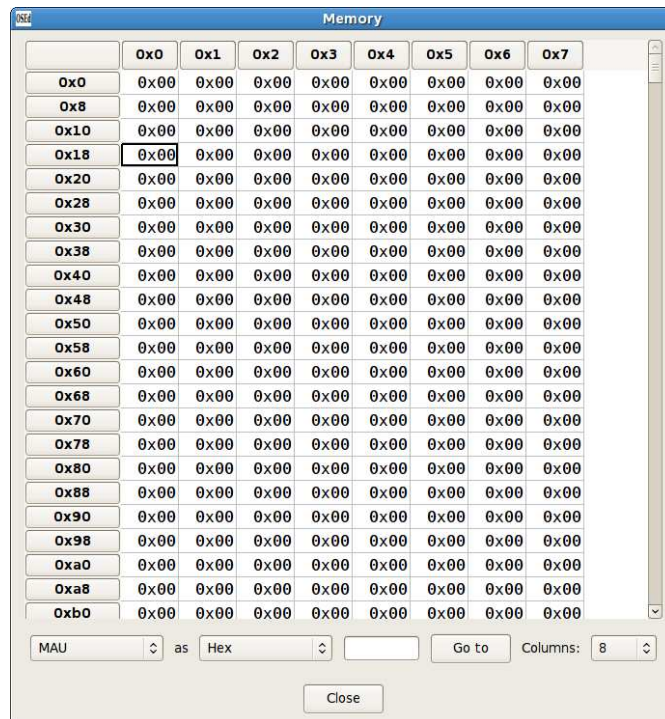 OSEd Memory
0x0 0x1 0x2 0x3 0x4 0x5 0x6 0x7
0x0 0x00 0x00 0x00 0x00 0x00 0x00 0x00 0x00
0x8 0x00 0x00 0x00 0x00 0x00 0x00 0x00 0x00
0x10 0x00 0x00 0x00 0x00 0x00 0x00 0x00 0x00
0x18 0x00 0x00 0x00 0x00 0x00 0x00 0x00 0x00
0x20 0x00 0x00 0x00 0x00 0x00 0x00 0x00 0x00
0x28 0x00 0x00 0x00 0x00 0x00 0x00 0x00 0x00
0x30 0x00 0x00 0x00 0x00 0x00 0x00 0x00 0x00
0x38 0x00 0x00 0x00 0x00 0x00 0x00 0x00 0x00
0x40 0x00 0x00 0x00 0x00 0x00 0x00 0x00 0x00
0x48 0x00 0x00 0x00 0x00 0x00 0x00 0x00 0x00
0x50 0x00 0x00 0x00 0x00 0x00 0x00 0x00 0x00
0x58 0x00 0x00 0x00 0x00 0x00 0x00 0x00 0x00
0x60 0x00 0x00 0x00 0x00 0x00 0x00 0x00 0x00
0x68 0x00 0x00 0x00 0x00 0x00 0x00 0x00 0x00
0x70 0x00 0x00 0x00 0x00 0x00 0x00 0x00 0x00
0x78 0x00 0x00 0x00 0x00 0x00 0x00 0x00 0x00
0x80 0x00 0x00 0x00 0x00 0x00 0x00 0x00 0x00
0x88 0x00 0x00 0x00 0x00 0x00 0x00 0x00 0x00
0x90 0x00 0x00 0x00 0x00 0x00 0x00 0x00 0x00
0x98 0x00 0x00 0x00 0x00 0x00 0x00 0x00 0x00
0xa0 0x00 0x00 0x00 0x00 0x00 0x00 0x00 0x00
0xa8 0x00 0x00 0x00 0x00 0x00 0x00 0x00 0x00
0xb0 0x00 0x00 0x00 0x00 0x00 0x00 0x00 0x00
MAU as Hex Go to Columns: 8
Close